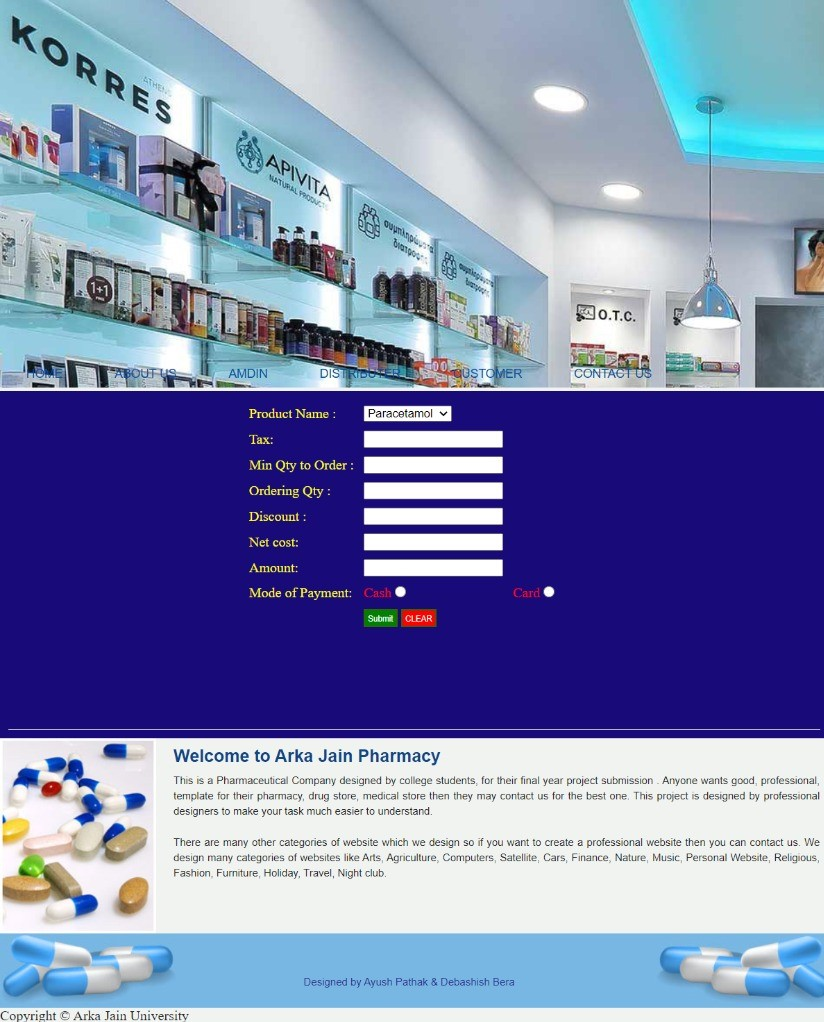 KORRES
ATHENS
APIVITA
NATURAL PRODUCTS
συμπληρώματα
διατροφής
συμπληρώματα
διατροφής
1+1
O.T.C.
HOME ABOUT US AMDIN DISTRIBUTER CUSTOMER CONTACT US
Product Name : Paracetamol
Tax:
Min Qty to Order :
Ordering Qty :
Discount :
Net cost:
Amount:
Mode of Payment: Cash Card
Submit CLEAR
Welcome to Arka Jain Pharmacy
This is a Pharmaceutical Company designed by college students, for their final year project submission . Anyone wants good, professional,
template for their pharmacy, drug store, medical store then they may contact us for the best one. This project is designed by professional
designers to make your task much easier to understand.
There are many other categories of website which we design so if you want to create a professional website then you can contact us. We
design many categories of websites like Arts, Agriculture, Computers, Satellite, Cars, Finance, Nature, Music, Personal Website, Religious,
Fashion, Furniture, Holiday, Travel, Night club.
Designed by Ayush Pathak & Debashish Bera
Copyright © Arka Jain University